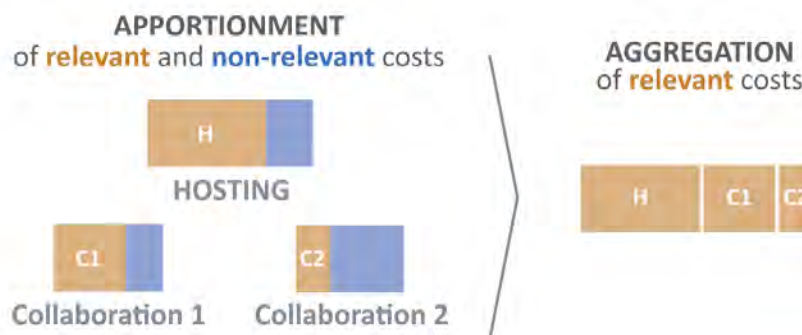 APPORTIONMENT
of relevant and non-relevant costs
H
HOSTING
C1
C2
Collaboration 1
Collaboration 2
AGGREGATION
of relevant costs
H
C1
C2